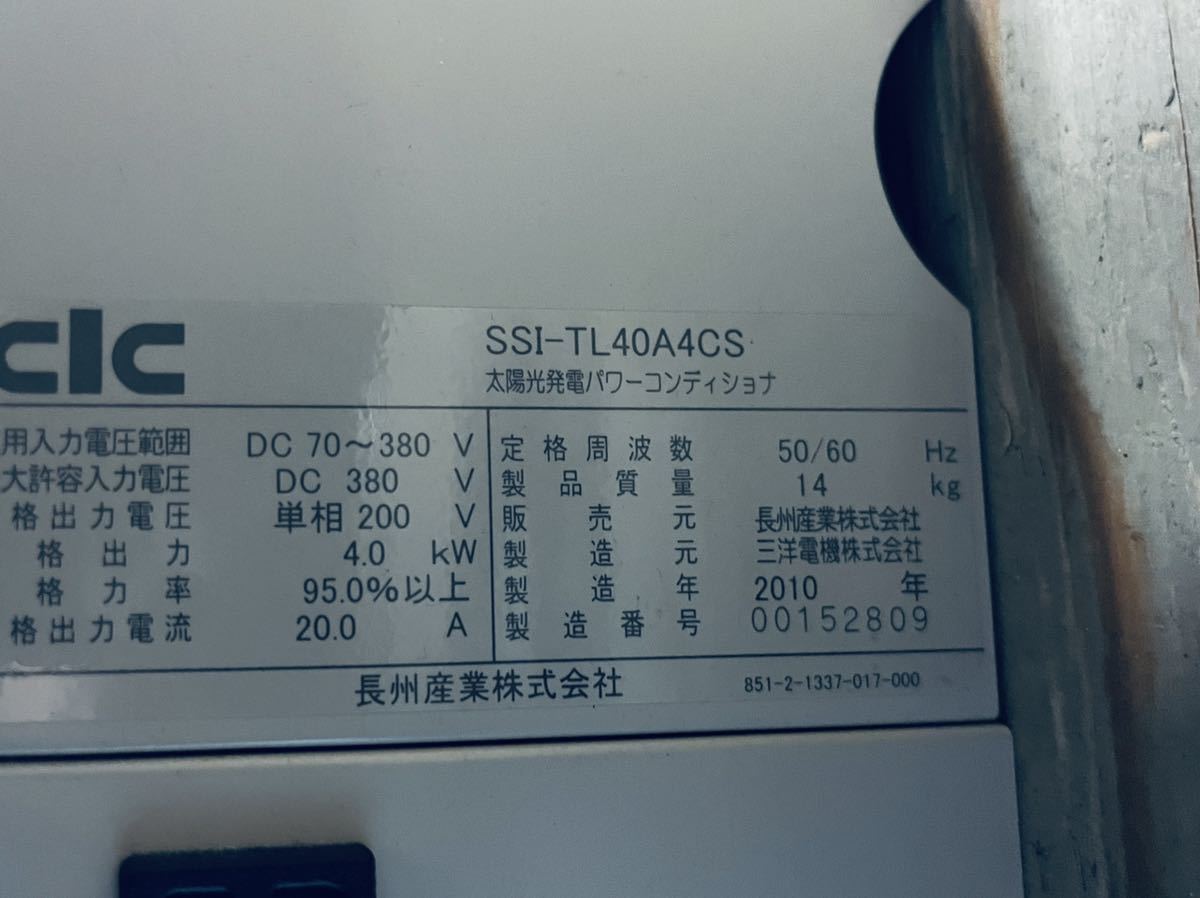 CIC
SSI-TL40A4CS
太陽光発電パワーコンディショナ
用入力電圧範囲 DC 70～380 V
大許容入力電圧 DC 380 V
格出力電圧 単相 200 V
格出力 4.0 kW
格力率 95.0%以上
格出力電流 20.0 A
定格周波数 50/60 Hz
製品質量 14 kg
販売元 長州産業株式会社
製造元 三洋電機株式会社
製造年 2010 年
製造番号 00152809
長州産業株式会社
851-2-1337-017-000